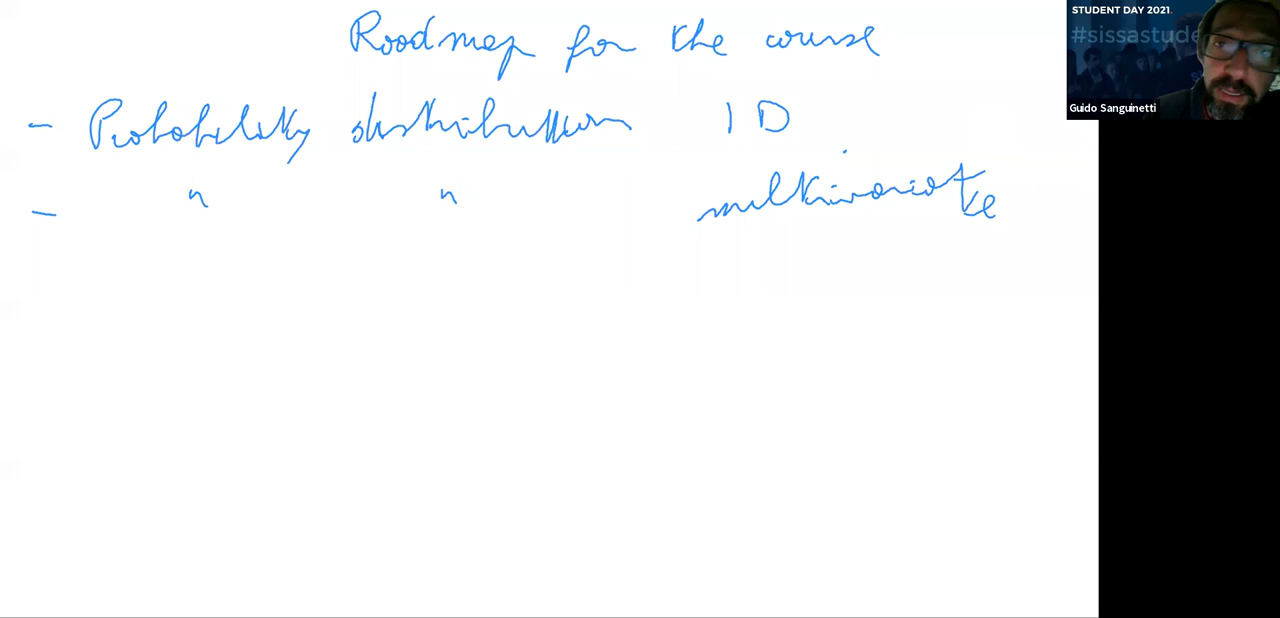 Roadmap for the course
- Probability distributions 1D
- " " multivariate
STUDENT DAY 2021.
#sissastude
Guido Sanguinetti